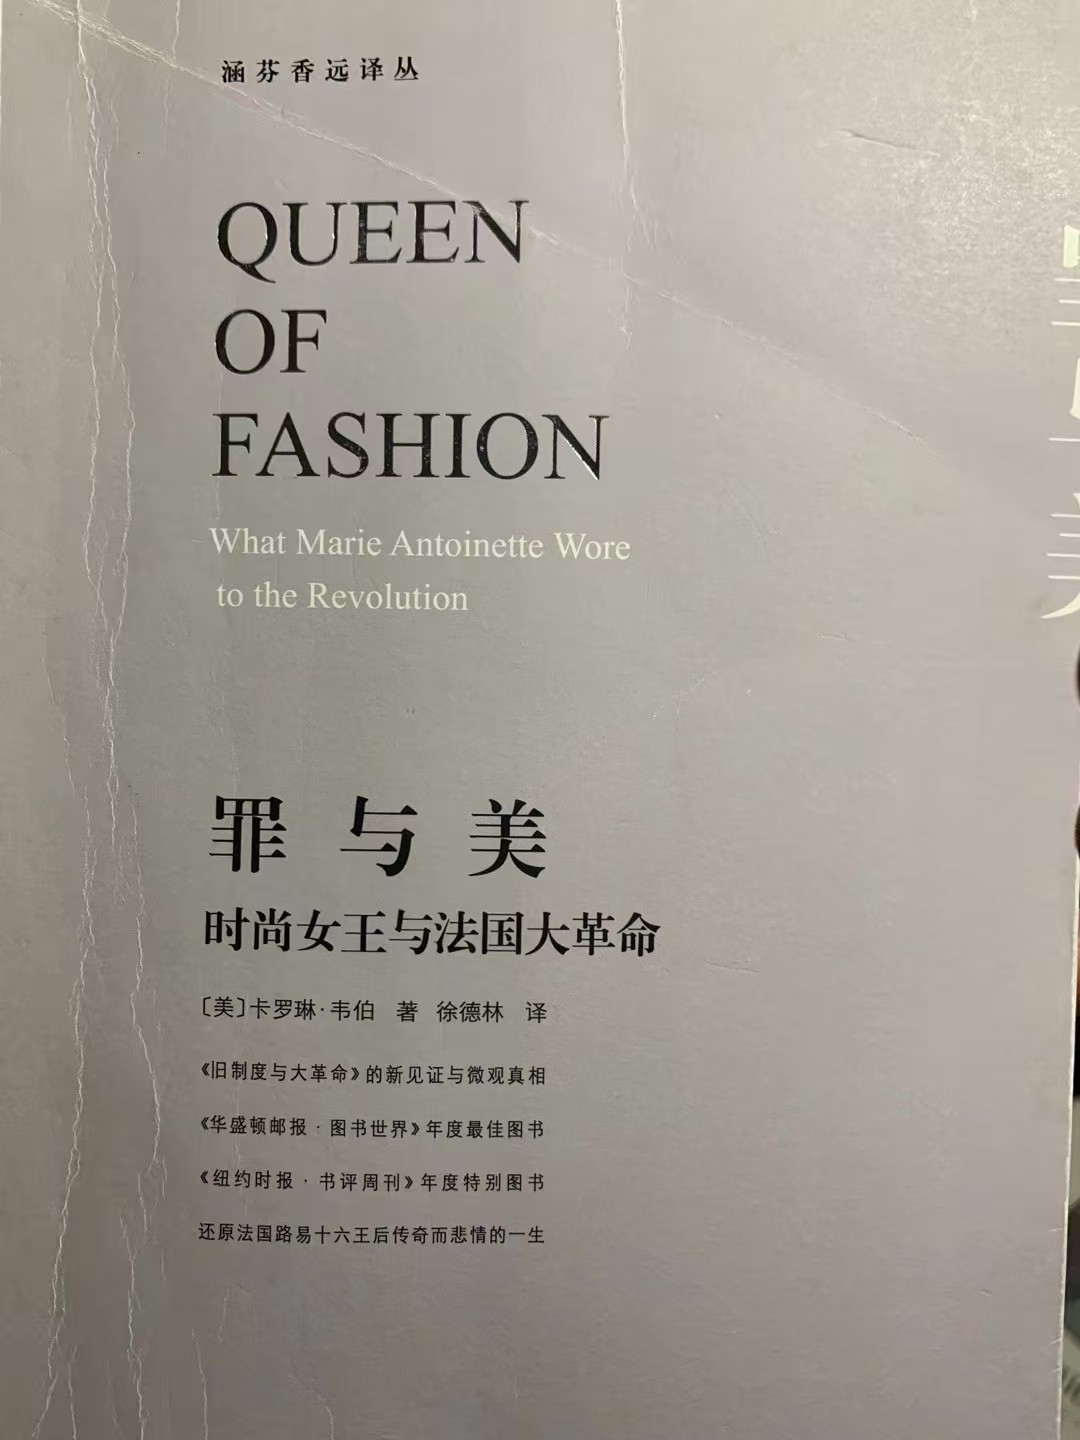 涵芬香远译丛
QUEEN
OF
FASHION
What Marie Antoinette Wore
to the Revolution
罪与美
时尚女王与法国大革命
〔美〕卡罗琳·韦伯 著 徐德林 译
《旧制度与大革命》的新见证与微观真相
《华盛顿邮报·图书世界》年度最佳图书
《纽约时报·书评周刊》年度特别图书
还原法国路易十六王后传奇而悲情的一生